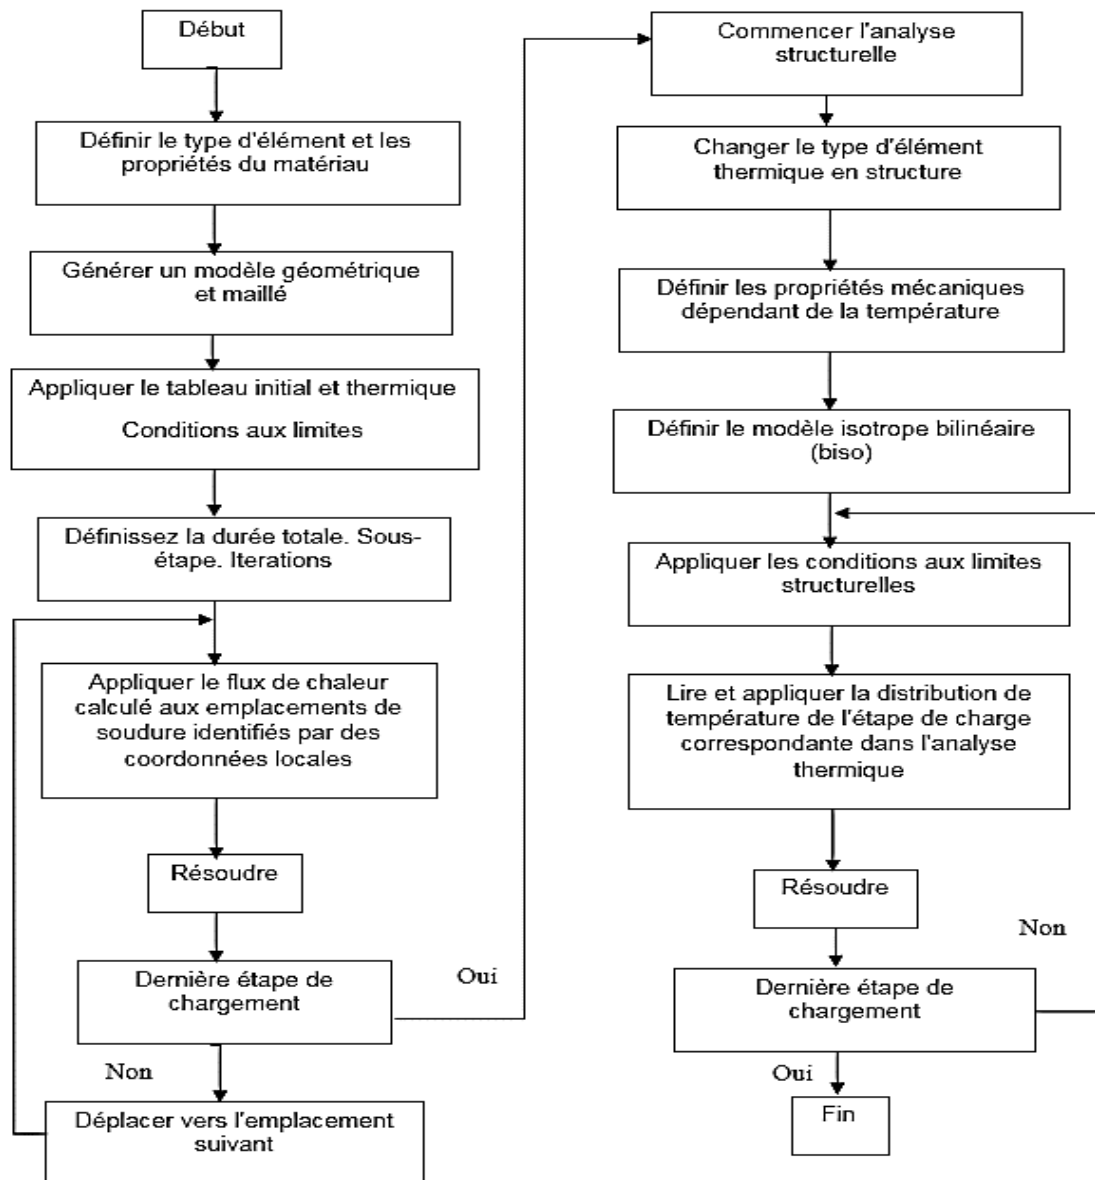 Début
Définir le type d'élément et les
propriétés du matériau
Générer un modèle géométrique
et maillé
Appliquer le tableau initial et thermique
Conditions aux limites
Définissez la durée totale. Sous-
étape. Iterations
Appliquer le flux de chaleur
calculé aux emplacements de
soudure identifiés par des
coordonnées locales
Résoudre
Dernière étape de
chargement
Oui
Non
Déplacer vers l'emplacement
suivant
Commencer l'analyse
structurelle
Changer le type d'élément
thermique en structure
Définir les propriétés mécaniques
dépendant de la température
Définir le modèle isotrope bilinéaire
(biso)
Appliquer les conditions aux limites
structurelles
Lire et appliquer la distribution de
température de l'étape de charge
correspondante dans l'analyse
thermique
Résoudre
Non
Dernière étape de
chargement
Oui
Fin